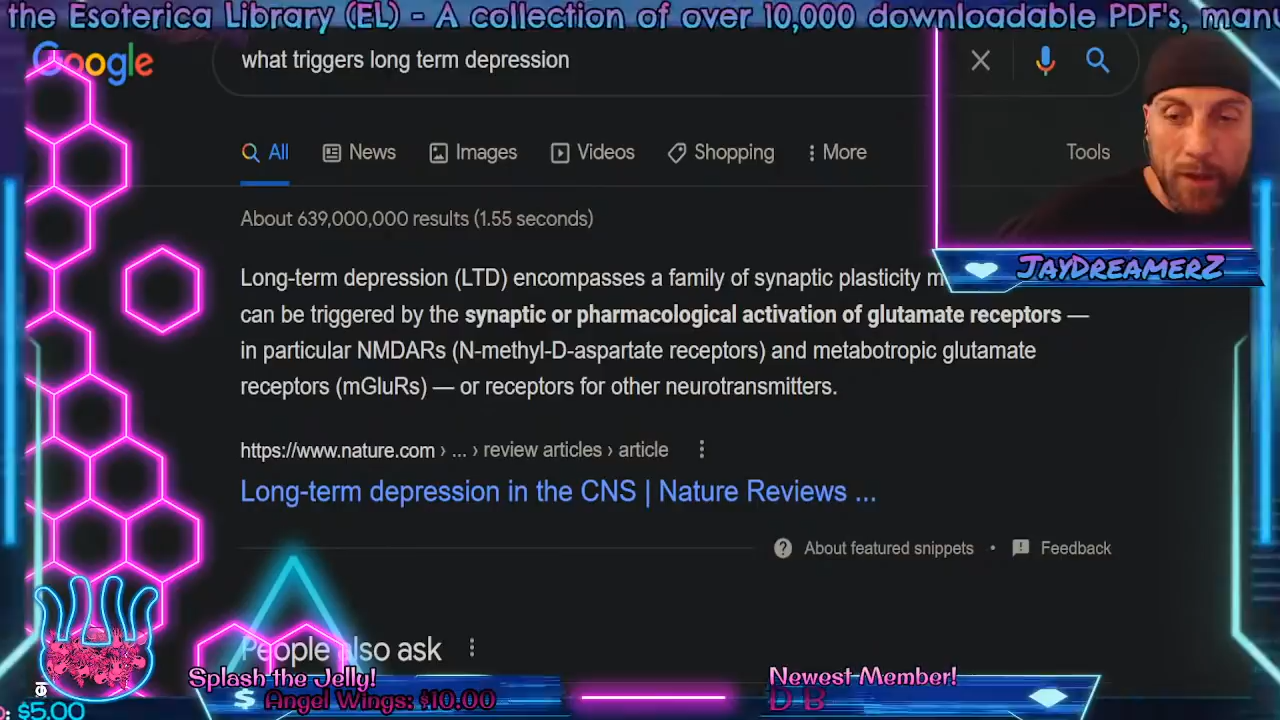 the Esoterica Library (EL) - A collection of over 10,000 downloadable PDF's, manu
Google
what triggers long term depression
All
News
Images
Videos
Shopping
More
Tools
About 639,000,000 results (1.55 seconds)
Long-term depression (LTD) encompasses a family of synaptic plasticity m
can be triggered by the synaptic or pharmacological activation of glutamate receptors —
in particular NMDARs (N-methyl-D-aspartate receptors) and metabotropic glutamate
receptors (mGluRs) — or receptors for other neurotransmitters.
JayDreamerZ
https://www.nature.com › ... › review articles › article
Long-term depression in the CNS | Nature Reviews ...
About featured snippets • Feedback
People also ask
Splash the Jelly!
$ Angel Wings: $10.00
Newest Member!
D B
$5.00